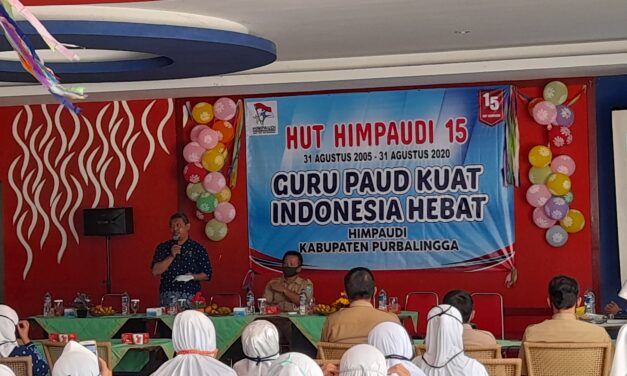 HUT HIMPAUDI 15
31 AGUSTUS 2005 - 31 AGUSTUS 2020
GURU PAUD KUAT
INDONESIA HEBAT
HIMPAUDI
KABUPATEN PURBALINGGA
15